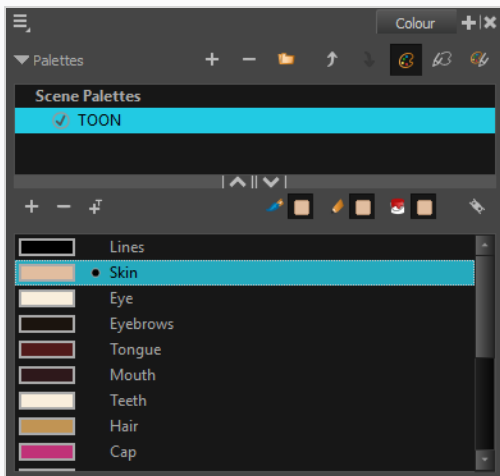 Colour
Palettes
Scene Palettes
TOON
Lines
Skin
Eye
Eyebrows
Tongue
Mouth
Teeth
Hair
Cap